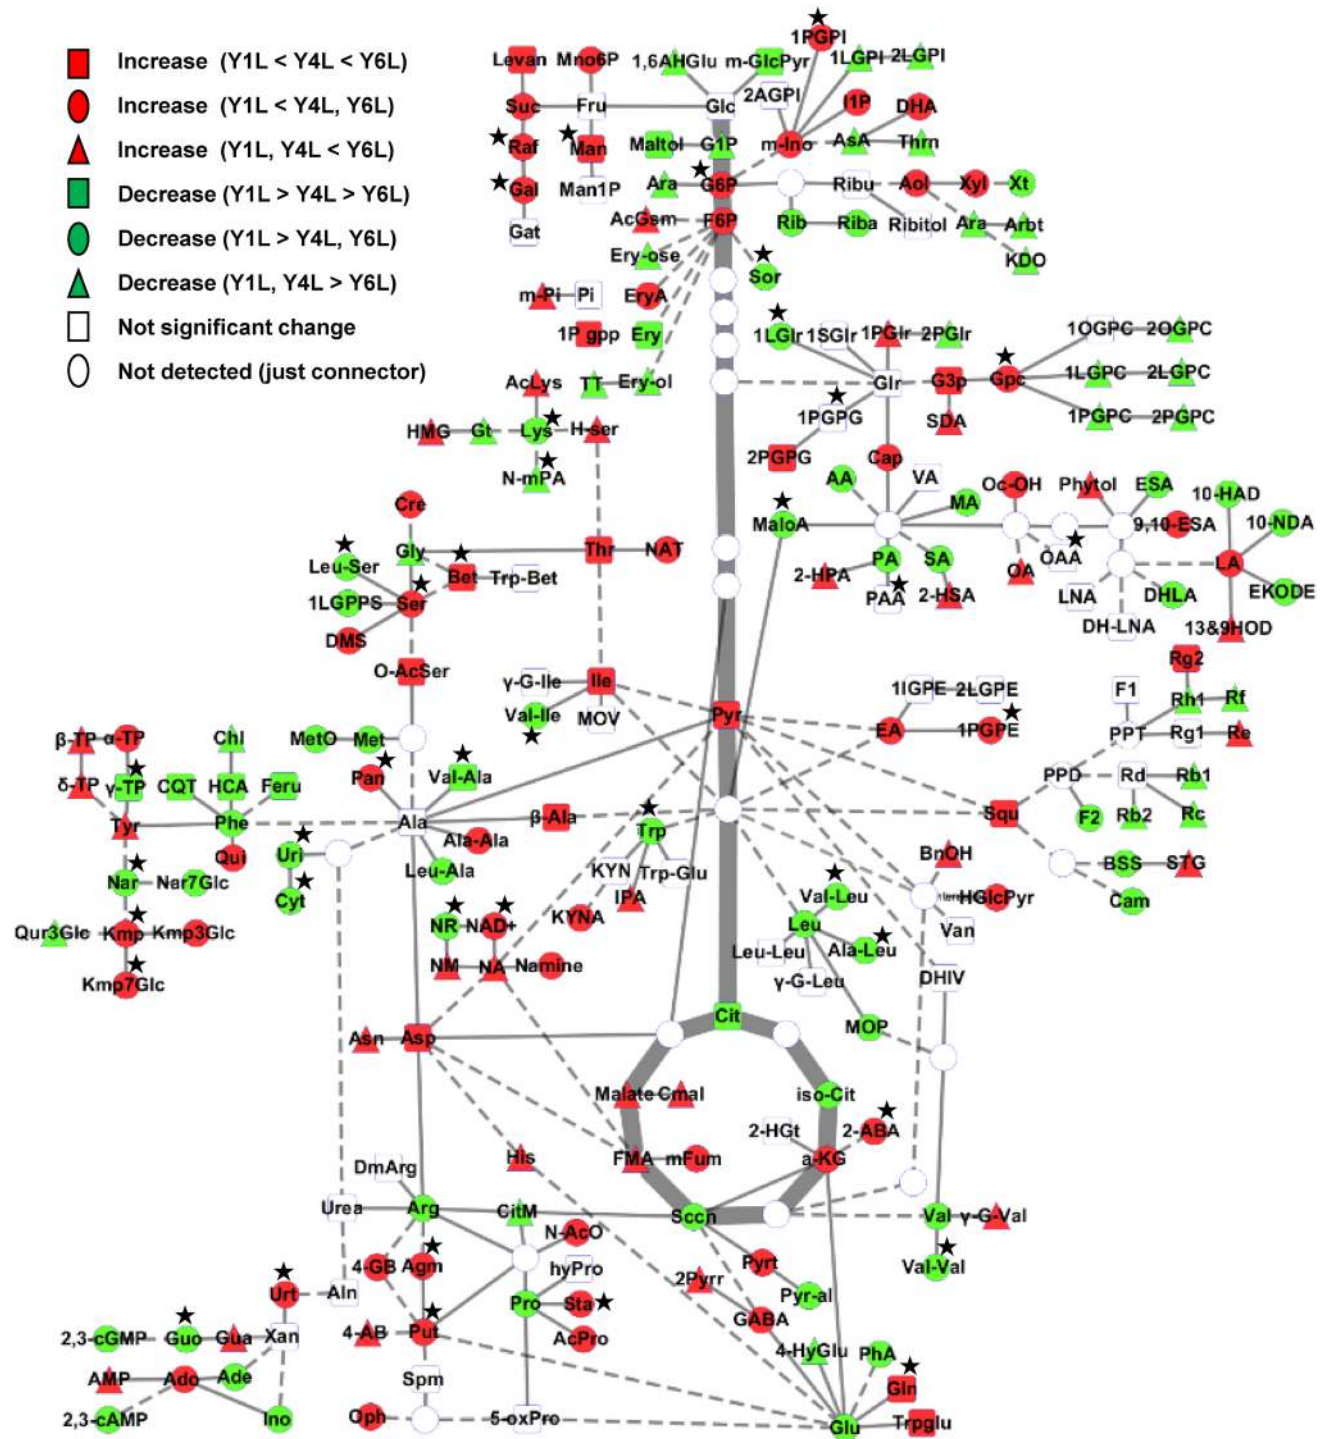 Increase (Y1L < Y4L < Y6L)
Increase (Y1L < Y4L, Y6L)
Increase (Y1L, Y4L < Y6L)
Decrease (Y1L > Y4L > Y6L)
Decrease (Y1L > Y4L, Y6L)
Decrease (Y1L, Y4L > Y6L)
Not significant change
Not detected (just connector)
1PGPI
Levan Mno6P 1,6AHGlu m-GlcPyr 1LGPI 2LGPI
2AGPI
Suc Fru Glc I1P DHA
Raf Man Maltol G1P m-Ino AsA Thrn
Gal Man1P Ara G6P Ribu Aol Xyl Xt
Gat AcGsm F6P Rib Riba Ribitol Ara Arbt
Ery-ose Sor KDO
m-Pi Pi EryA
1P gpp Ery 1LGlr 1SGlr 1PGlr 2PGlr 1OGPC 2OGPC
AcLys TT Ery-ol Glr G3p Gpc 1LGPC 2LGPC
1PGPG SDA 1PGPC 2PGPC
HMG Gt Lys H-ser
2PGPG Cap
N-mPA AA VA Oc-OH Phytol ESA 10-HAD
Cre MaloA MA 9,10-ESA 10-NDA
Gly Thr NAT PA SA OAA
Leu-Ser Bet Trp-Bet 2-HPA OA LA
1LGPPS Ser PAA 2-HSA LNA DHLA EKODE
DMS DH-LNA 13&9HOD
O-AcSer Rg2
γ-G-Ile Ile 1IGPE 2LGPE F1 Rh1 Rf
Val-Ile MOV Pyr EA 1PGPE PPT Rg1 Re
β-TP α-TP Chl MetO Met
δ-TP γ-TP CQT HCA Feru Pan Val-Ala PPD Rd Rb1
Tyr Phe Ala β-Ala Trp Squ F2 Rb2 Rc
Qui Uri Ala-Ala BnOH BSS STG
Nar Nar7Glc Cyt Leu-Ala KYN Trp-Glu Val-Leu HGlcPyr Cam
IPA
Qur3Glc Kmp Kmp3Glc NR NAD+ KYNA Leu Van
Leu-Leu Ala-Leu
Kmp7Glc NM NA Namine γ-G-Leu DHIV
Cit MOP
Asn Asp
Malate Cmal iso-Cit
2-HGt 2-ABA
DmArg His FMA mFum a-KG
Urea Arg CitM Sccn Val γ-G-Val
N-AcO
4-GB Agm hyPro 2Pyrr Pyrt Val-Val
Urt Aln Pro Sta Pyr-al
2,3-cGMP Guo Gua Xan 4-AB Put AcPro GABA
4-HyGlu PhA
AMP Ado Ade Spm Gln
2,3-cAMP Ino Oph 5-oxPro Glu Trpglu